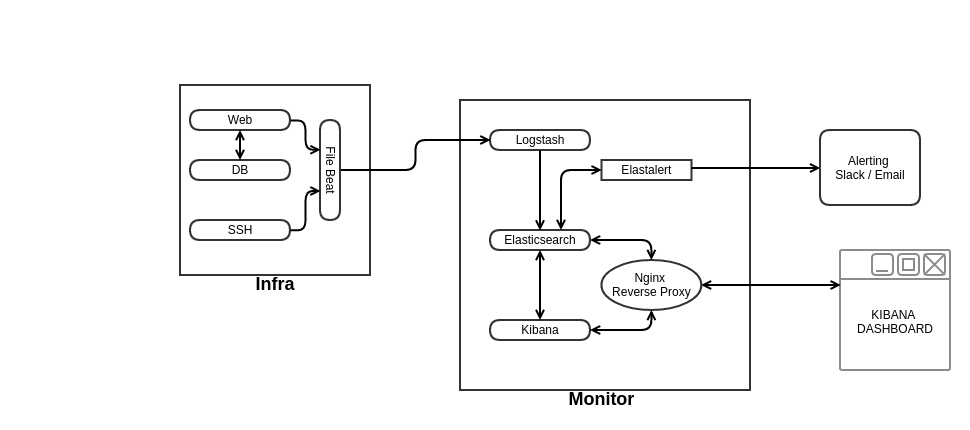 Web
DB
SSH
File Beat
Infra
Logstash
Elastalert
Elasticsearch
Nginx
Reverse Proxy
Kibana
Monitor
Alerting
Slack / Email
KIBANA
DASHBOARD